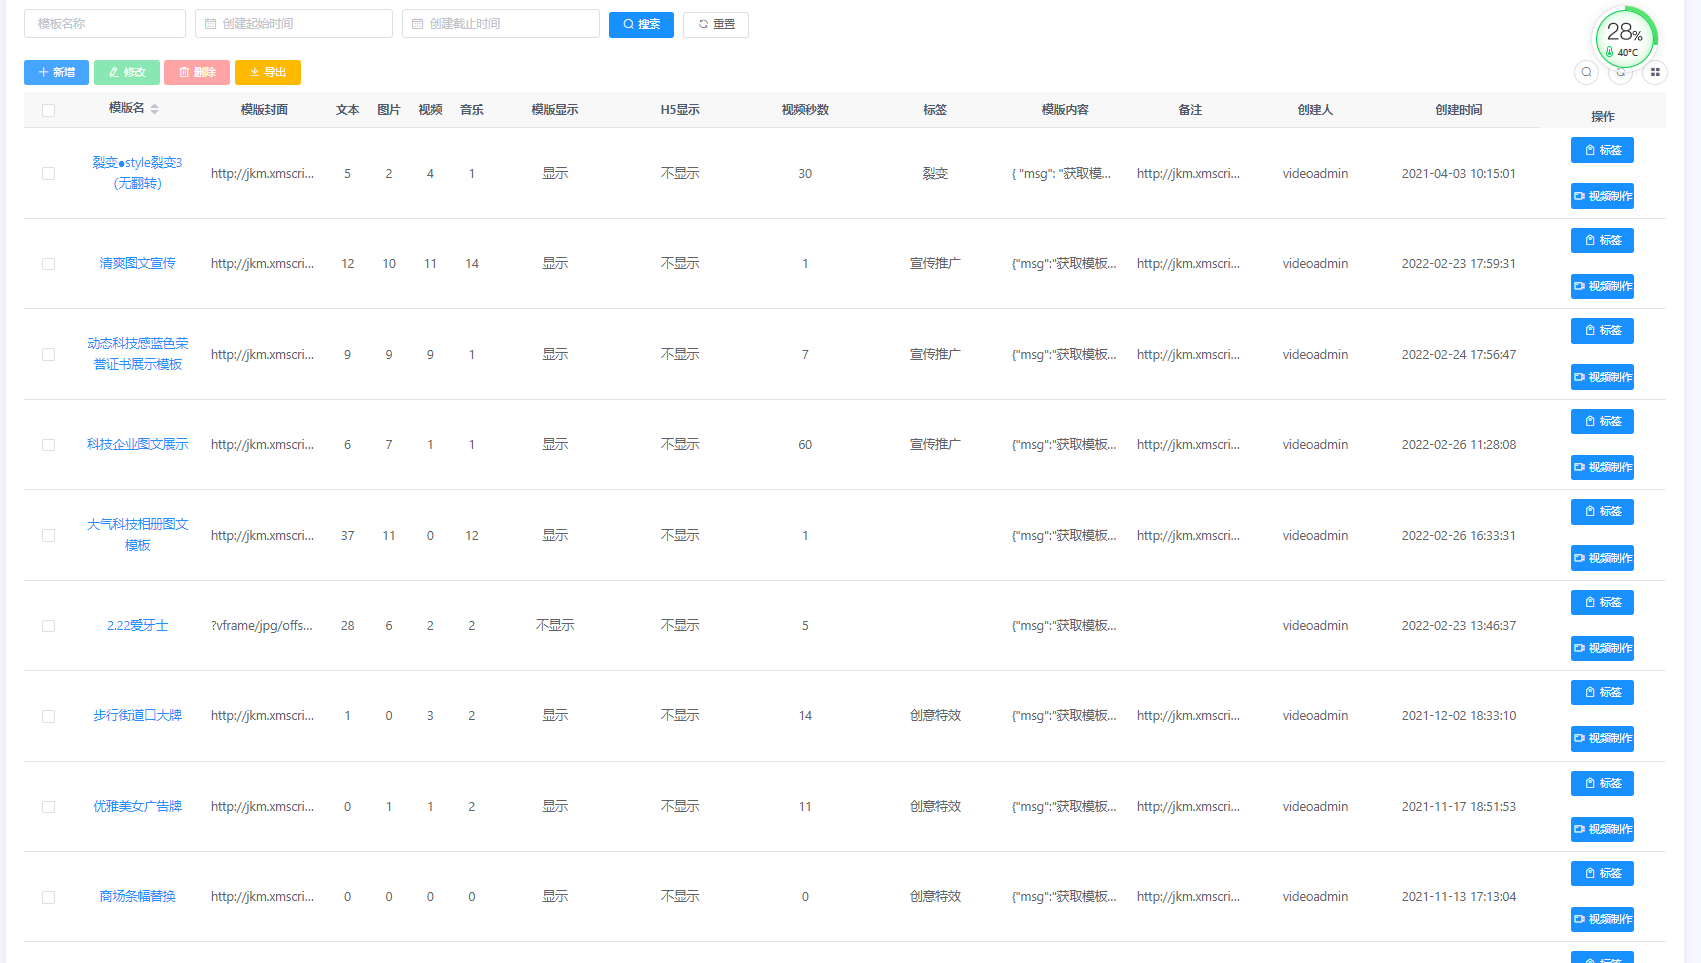 模板名称 创建起始时间 创建截止时间 搜索 重置
28%
40°C
新增 修改 删除 导出
模版名 模版封面 文本 图片 视频 音乐 模版显示 H5显示 视频秒数 标签 模版内容 备注 创建人 创建时间 操作
裂变●style裂变3
(无翻转)
http://jkm.xmscri... 5 2 4 1 显示 不显示 30 裂变 { "msg": "获取模... http://jkm.xmscri... videoadmin 2021-04-03 10:15:01
标签
视频制作
清爽图文宣传 http://jkm.xmscri... 12 10 11 14 显示 不显示 1 宣传推广 {"msg":"获取模板... http://jkm.xmscri... videoadmin 2022-02-23 17:59:31
标签
视频制作
动态科技感蓝色荣
誉证书展示模板
http://jkm.xmscri... 9 9 9 1 显示 不显示 7 宣传推广 {"msg":"获取模板... http://jkm.xmscri... videoadmin 2022-02-24 17:56:47
标签
视频制作
科技企业图文展示 http://jkm.xmscri... 6 7 1 1 显示 不显示 60 宣传推广 {"msg":"获取模板... http://jkm.xmscri... videoadmin 2022-02-26 11:28:08
标签
视频制作
大气科技相册图文
模板
http://jkm.xmscri... 37 11 0 12 显示 不显示 1 {"msg":"获取模板... http://jkm.xmscri... videoadmin 2022-02-26 16:33:31
标签
视频制作
2.22爱牙士 ?vframe/jpg/offs... 28 6 2 2 不显示 不显示 5 {"msg":"获取模板... videoadmin 2022-02-23 13:46:37
标签
视频制作
步行街道口大牌 http://jkm.xmscri... 1 0 3 2 显示 不显示 14 创意特效 {"msg":"获取模板... http://jkm.xmscri... videoadmin 2021-12-02 18:33:10
标签
视频制作
优雅美女广告牌 http://jkm.xmscri... 0 1 1 2 显示 不显示 11 创意特效 {"msg":"获取模板... http://jkm.xmscri... videoadmin 2021-11-17 18:51:53
标签
视频制作
商场条幅替换 http://jkm.xmscri... 0 0 0 0 显示 不显示 0 创意特效 {"msg":"获取模板... http://jkm.xmscri... videoadmin 2021-11-13 17:13:04
标签
视频制作
标签